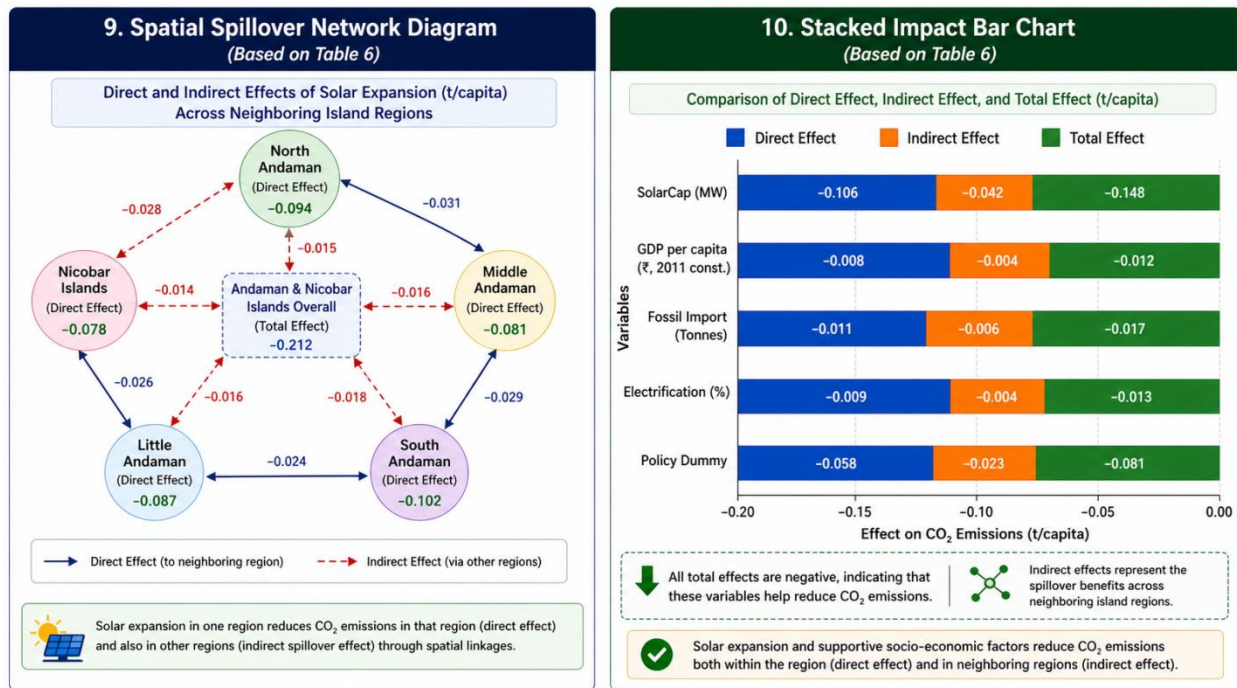 9. Spatial Spillover Network Diagram
(Based on Table 6)
Direct and Indirect Effects of Solar Expansion (t/capita)
Across Neighboring Island Regions
North
Andaman
(Direct Effect)
−0.094
−0.028
−0.031
−0.015
Nicobar
Islands
(Direct Effect)
−0.078
−0.014
Andaman & Nicobar
Islands Overall
(Total Effect)
−0.212
−0.016
Middle
Andaman
(Direct Effect)
−0.081
−0.026
−0.016
−0.018
−0.029
Little
Andaman
(Direct Effect)
−0.087
−0.024
South
Andaman
(Direct Effect)
−0.102
Direct Effect (to neighboring region)
Indirect Effect (via other regions)
Solar expansion in one region reduces CO₂ emissions in that region (direct effect)
and also in other regions (indirect spillover effect) through spatial linkages.
10. Stacked Impact Bar Chart
(Based on Table 6)
Comparison of Direct Effect, Indirect Effect, and Total Effect (t/capita)
Direct Effect
Indirect Effect
Total Effect
Variables
SolarCap (MW)
−0.106
−0.042
−0.148
GDP per capita
(₹, 2011 const.)
−0.008
−0.004
−0.012
Fossil Import
(Tonnes)
−0.011
−0.006
−0.017
Electrification (%)
−0.009
−0.004
−0.013
Policy Dummy
−0.058
−0.023
−0.081
−0.20
−0.15
−0.10
−0.05
0.00
Effect on CO₂ Emissions (t/capita)
All total effects are negative, indicating that
these variables help reduce CO₂ emissions.
Indirect effects represent the
spillover benefits across
neighboring island regions.
Solar expansion and supportive socio-economic factors reduce CO₂ emissions
both within the region (direct effect) and in neighboring regions (indirect effect).